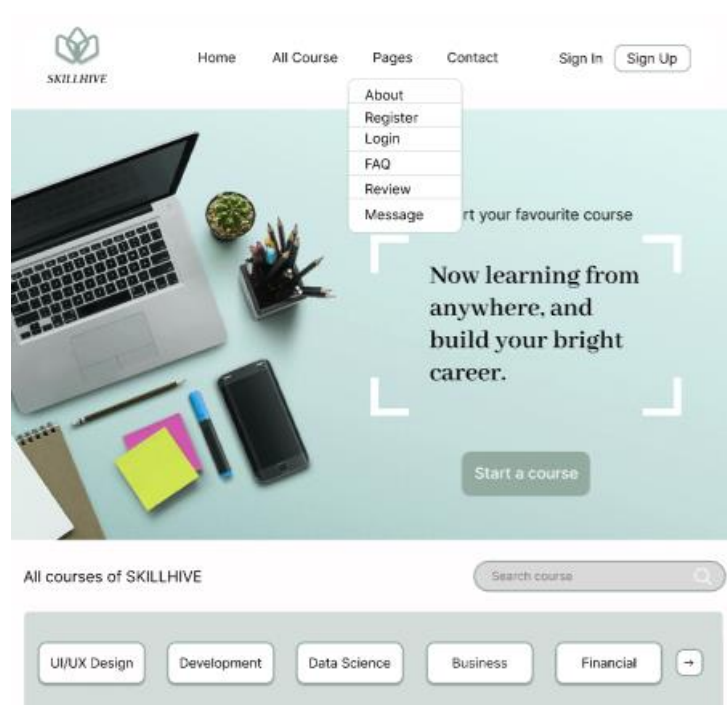 SKILLHIVE
Home All Course Pages Contact Sign In Sign Up
About
Register
Login
FAQ
Review
Message
rt your favourite course
Now learning from
anywhere, and
build your bright
career.
Start a course
All courses of SKILLHIVE
Search course
UI/UX Design Development Data Science Business Financial →